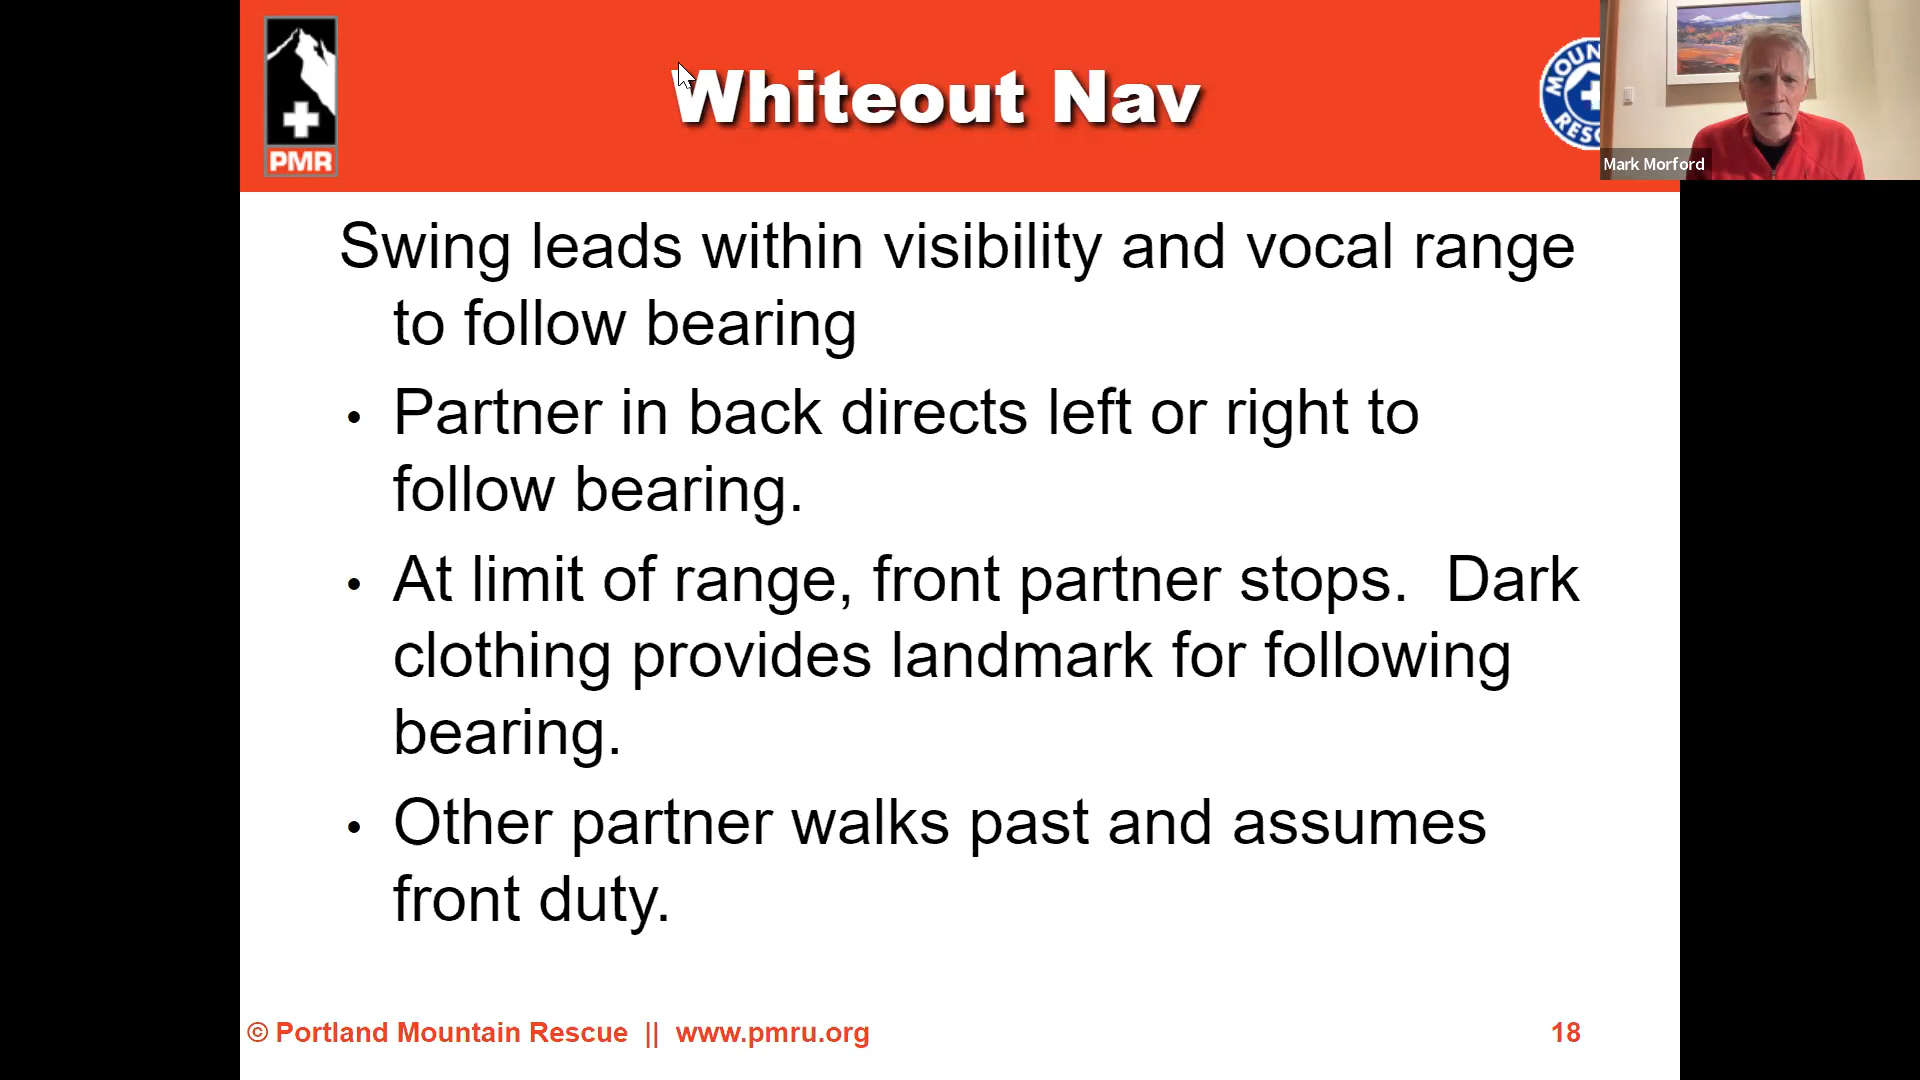 PMR
Whiteout Nav
MOUN
RESC
Mark Morford
Swing leads within visibility and vocal range
to follow bearing
• Partner in back directs left or right to
follow bearing.
• At limit of range, front partner stops.  Dark
clothing provides landmark for following
bearing.
• Other partner walks past and assumes
front duty.
© Portland Mountain Rescue || www.pmru.org
18